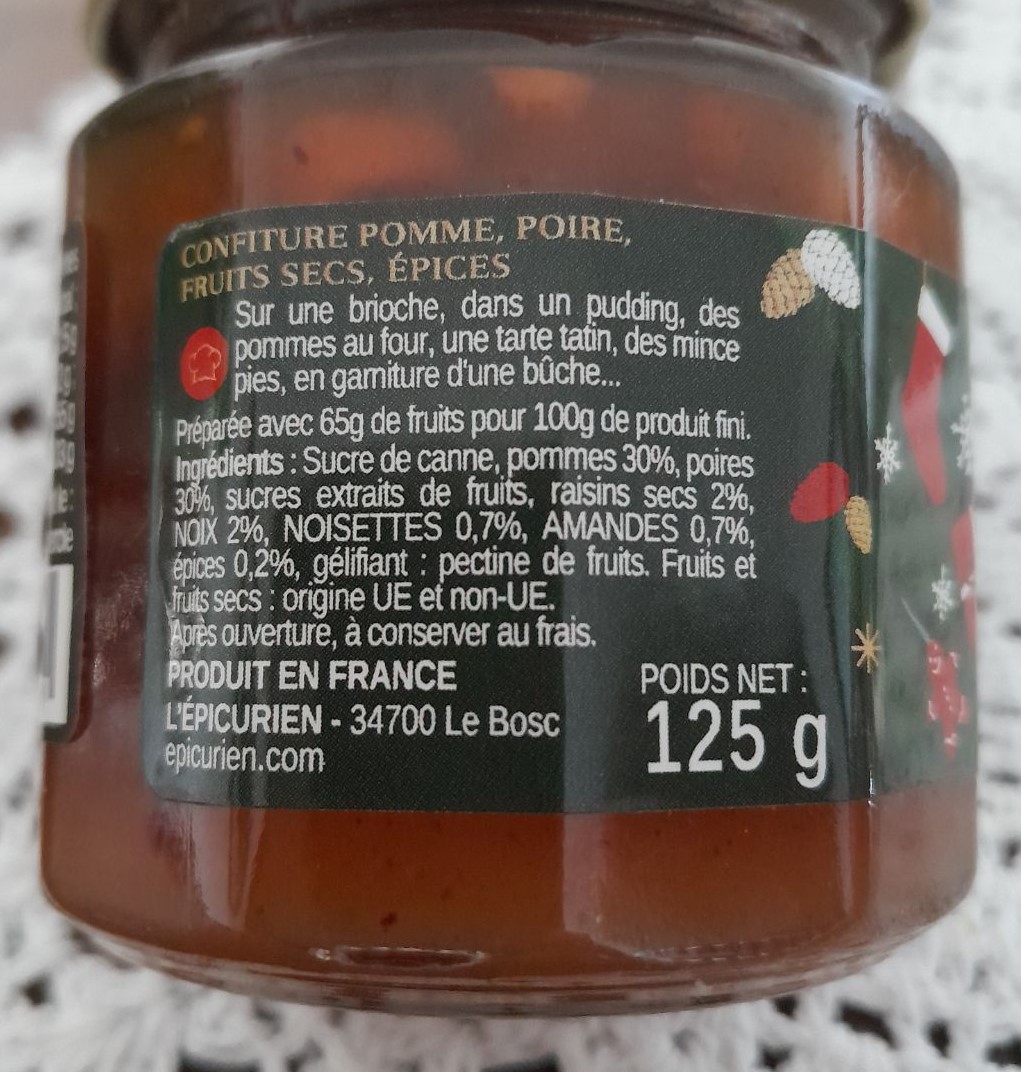 CONFITURE POMME, POIRE,
FRUITS SECS, ÉPICES
Sur une brioche, dans un pudding, des
pommes au four, une tarte tatin, des mince
pies, en garniture d'une bûche...
Préparée avec 65g de fruits pour 100g de produit fini.
Ingrédients : Sucre de canne, pommes 30%, poires
30%, sucres extraits de fruits, raisins secs 2%,
NOIX 2%, NOISETTES 0,7%, AMANDES 0,7%,
épices 0,2%, gélifiant : pectine de fruits. Fruits et
fruits secs : origine UE et non-UE.
Après ouverture, à conserver au frais.
PRODUIT EN FRANCE
L'ÉPICURIEN - 34700 Le Bosc
epicurien.com
POIDS NET :
125 g